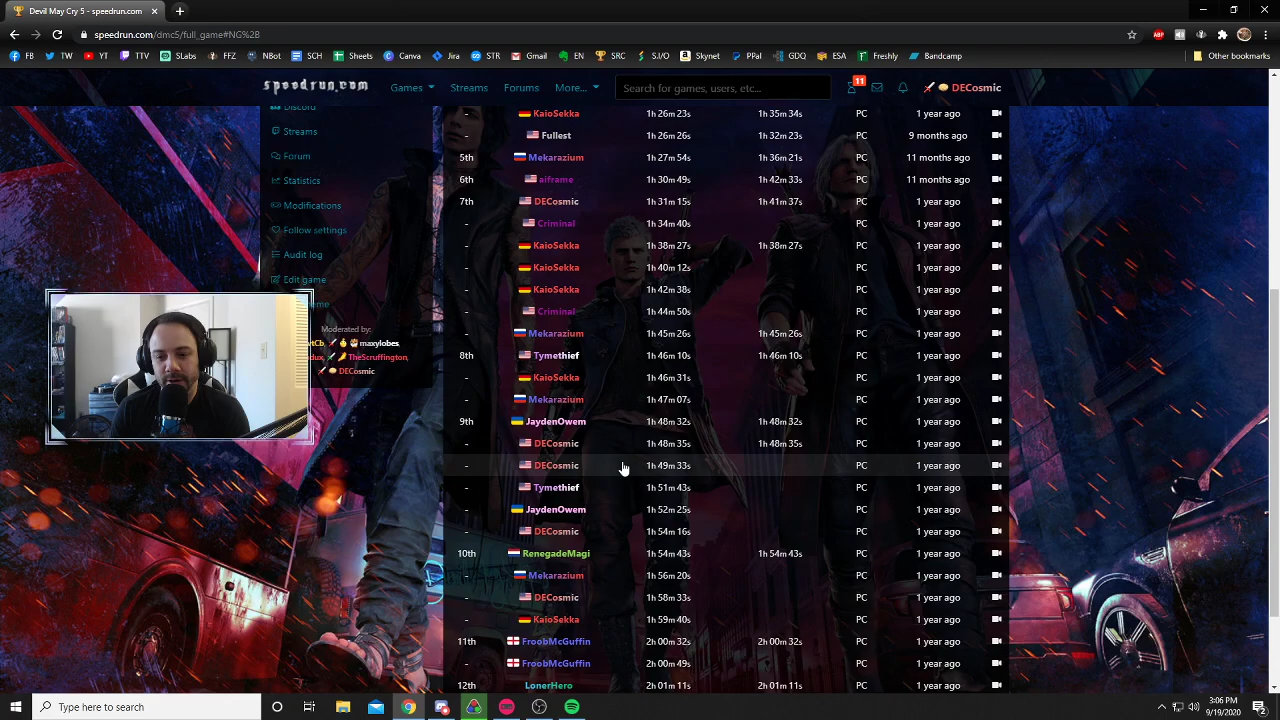 Devil May Cry 5 - speedrun.com
speedrun.com/dmc5/full_game#NG%2B
FB TW YT NBot SLabs FFZ SCH Sheets Canva Jira STR Gmail EN SRC SJ/O Skynet PPal GDQ ESA Freshly Bandcamp Other bookmarks
speedrun.com Games Streams Forums More... Search for games, users, etc... 11 DECosmic
Discord
Streams
Forum
Statistics
Modifications
Follow settings
Audit log
Edit game
Moderated by:
maxylobes,
TheScruffington,
DECosmic
- KaioSekka 1h 26m 23s 1h 35m 34s PC 1 year ago
- Fullest 1h 26m 26s 1h 32m 23s PC 9 months ago
5th Mekarazium 1h 27m 54s 1h 36m 21s PC 11 months ago
6th aiframe 1h 30m 49s 1h 42m 33s PC 11 months ago
7th DECosmic 1h 31m 15s 1h 41m 37s PC 1 year ago
- Criminal 1h 34m 40s PC 1 year ago
- KaioSekka 1h 38m 27s 1h 38m 27s PC 1 year ago
- KaioSekka 1h 40m 12s PC 1 year ago
- KaioSekka 1h 42m 38s PC 1 year ago
- Criminal 1h 44m 50s PC 1 year ago
- Mekarazium 1h 45m 26s 1h 45m 26s PC 1 year ago
8th Tymethief 1h 46m 10s 1h 46m 10s PC 1 year ago
- KaioSekka 1h 46m 31s PC 1 year ago
- Mekarazium 1h 47m 07s PC 1 year ago
9th JaydenOwem 1h 48m 32s 1h 48m 32s PC 1 year ago
- DECosmic 1h 48m 35s 1h 48m 35s PC 1 year ago
- DECosmic 1h 49m 33s PC 1 year ago
- Tymethief 1h 51m 43s PC 1 year ago
- JaydenOwem 1h 52m 25s PC 1 year ago
- DECosmic 1h 54m 16s PC 1 year ago
10th RenegadeMagi 1h 54m 43s 1h 54m 43s PC 1 year ago
- Mekarazium 1h 56m 20s PC 1 year ago
- DECosmic 1h 58m 33s PC 1 year ago
- KaioSekka 1h 59m 40s PC 1 year ago
11th FroobMcGuffin 2h 00m 32s 2h 00m 32s PC 1 year ago
- FroobMcGuffin 2h 00m 49s PC 1 year ago
12th LonerHero 2h 01m 11s 2h 01m 11s PC 1 year ago
Type here to search
3:06 PM
9/19/2020
2